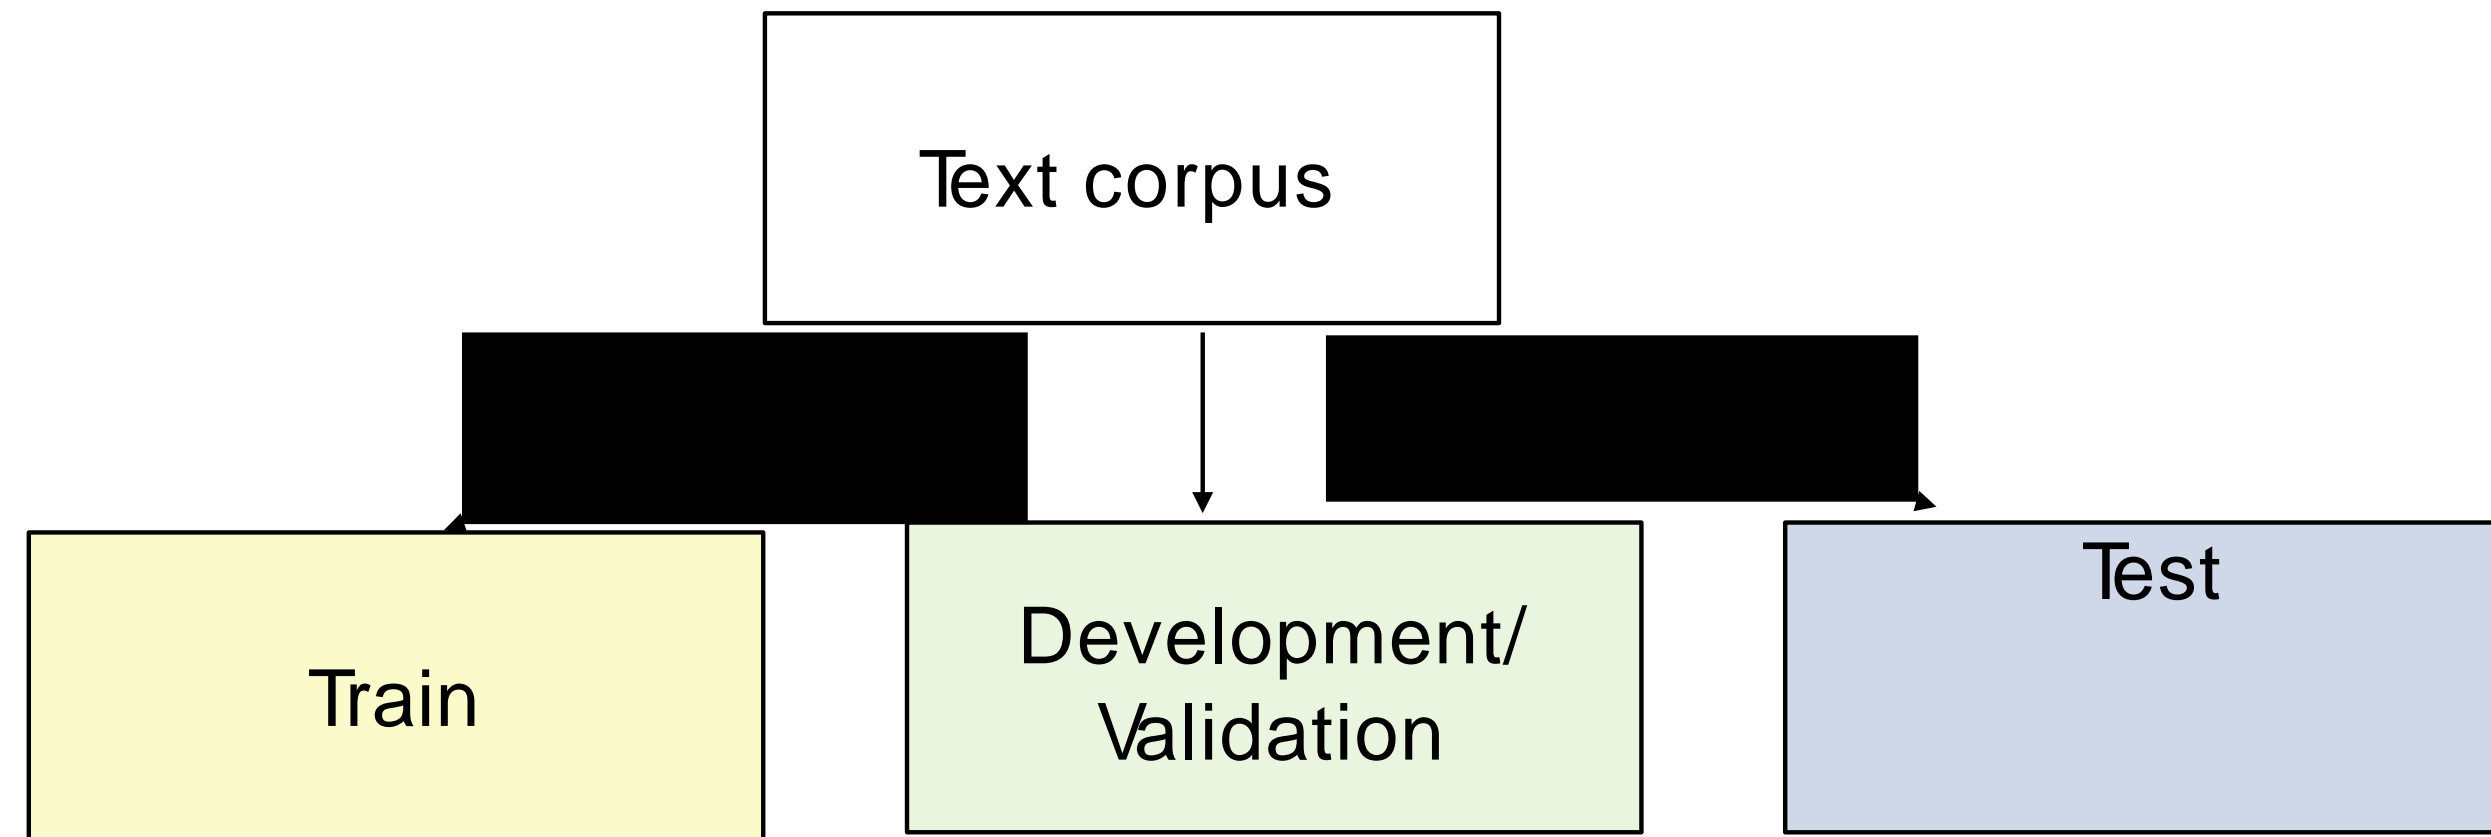 Text corpus
Train
Development/
Validation
Test